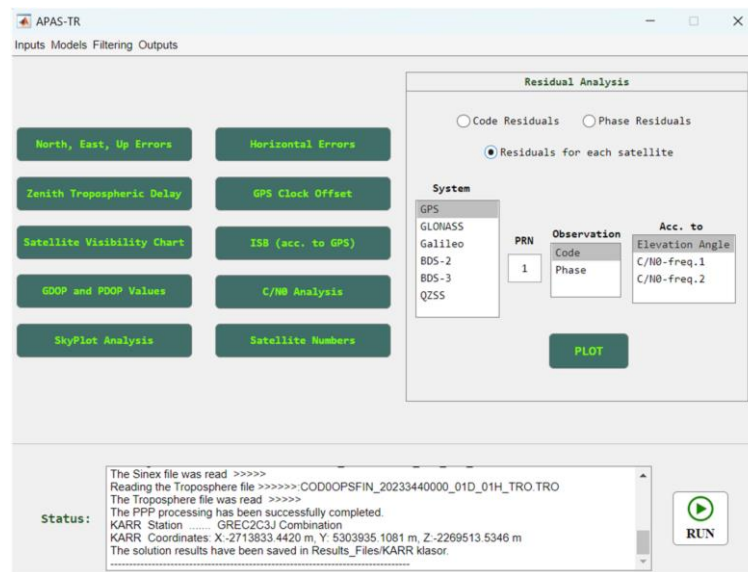 APAS-TR
Inputs Models Filtering Outputs
Residual Analysis
Code Residuals Phase Residuals
Residuals for each satellite
North, East, Up Errors
Horizontal Errors
Zenith Tropospheric Delay
GPS Clock Offset
Satellite Visibility Chart
ISB (acc. to GPS)
GDOP and PDOP Values
C/N0 Analysis
SkyPlot Analysis
Satellite Numbers
System
GPS
GLONASS
Galileo
BDS-2
BDS-3
QZSS
PRN
1
Observation
Code
Phase
Acc. to
Elevation Angle
C/N0-freq.1
C/N0-freq.2
PLOT
Status:
The Sinex file was read >>>>>
Reading the Troposphere file >>>>>>:COD0OPSFIN_20233440000_01D_01H_TRO.TRO
The Troposphere file was read >>>>>
The PPP processing has been successfully completed.
KARR Station ....... GREC2C3J Combination
KARR Coordinates: X:-2713833.4420 m, Y: 5303935.1081 m, Z:-2269513.5346 m
The solution results have been saved in Results_Files/KARR klasor.
--------------------------------------------------------------------------------
RUN